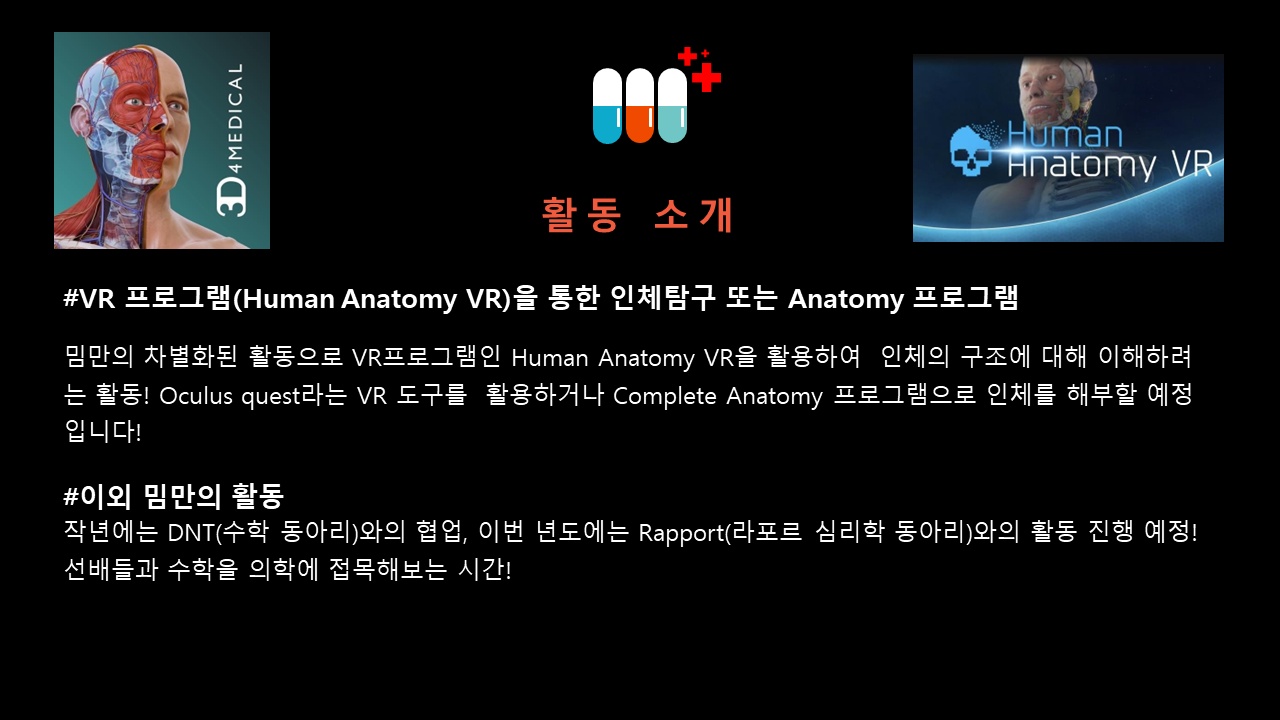 3D4MEDICAL
Human
Anatomy VR
활동 소개
#VR 프로그램(Human Anatomy VR)을 통한 인체탐구 또는 Anatomy 프로그램
밈만의 차별화된 활동으로 VR프로그램인 Human Anatomy VR을 활용하여 인체의 구조에 대해 이해하려
는 활동! Oculus quest라는 VR 도구를 활용하거나 Complete Anatomy 프로그램으로 인체를 해부할 예정
입니다!
#이외 밈만의 활동
작년에는 DNT(수학 동아리)와의 협업, 이번 년도에는 Rapport(라포르 심리학 동아리)와의 활동 진행 예정!
선배들과 수학을 의학에 접목해보는 시간!